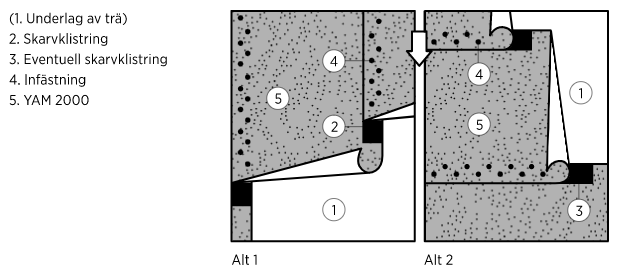 (1. Underlag av trä)
2. Skarvklistring
3. Eventuell skarvklistring
4. Infästning
5. YAM 2000
4
5
2
1
4
1
5
3
Alt 1
Alt 2